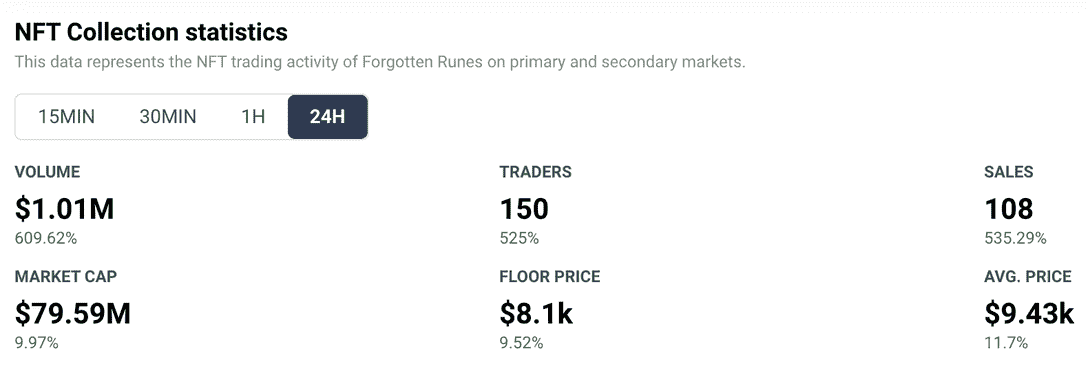 NFT Collection statistics
This data represents the NFT trading activity of Forgotten Runes on primary and secondary markets.
15MIN 30MIN 1H 24H
VOLUME TRADERS SALES
$1.01M 150 108
609.62% 525% 535.29%
MARKET CAP FLOOR PRICE AVG. PRICE
$79.59M $8.1k $9.43k
9.97% 9.52% 11.7%